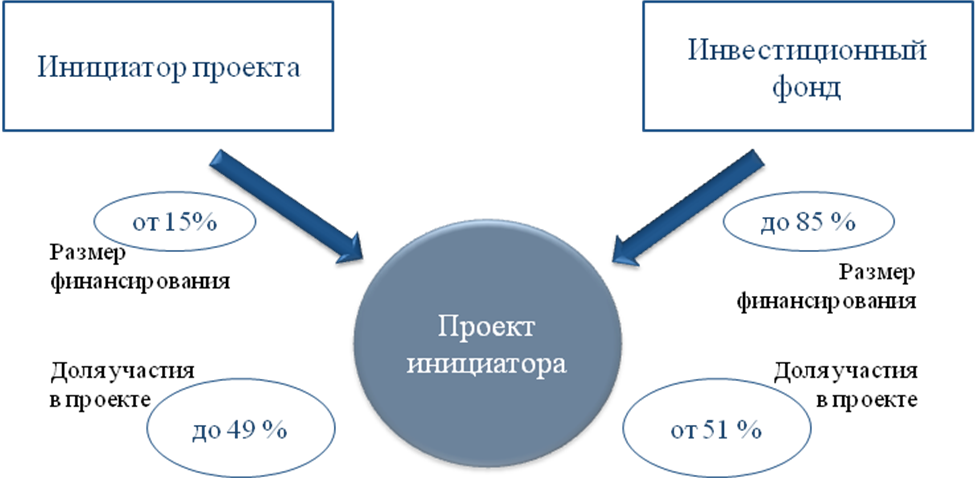 Инициатор проекта
Инвестиционный
фонд
от 15%
Размер
финансирования
до 85 %
Размер
финансирования
Проект
инициатора
Доля участия
в проекте
до 49 %
Доля участия
в проекте
от 51 %